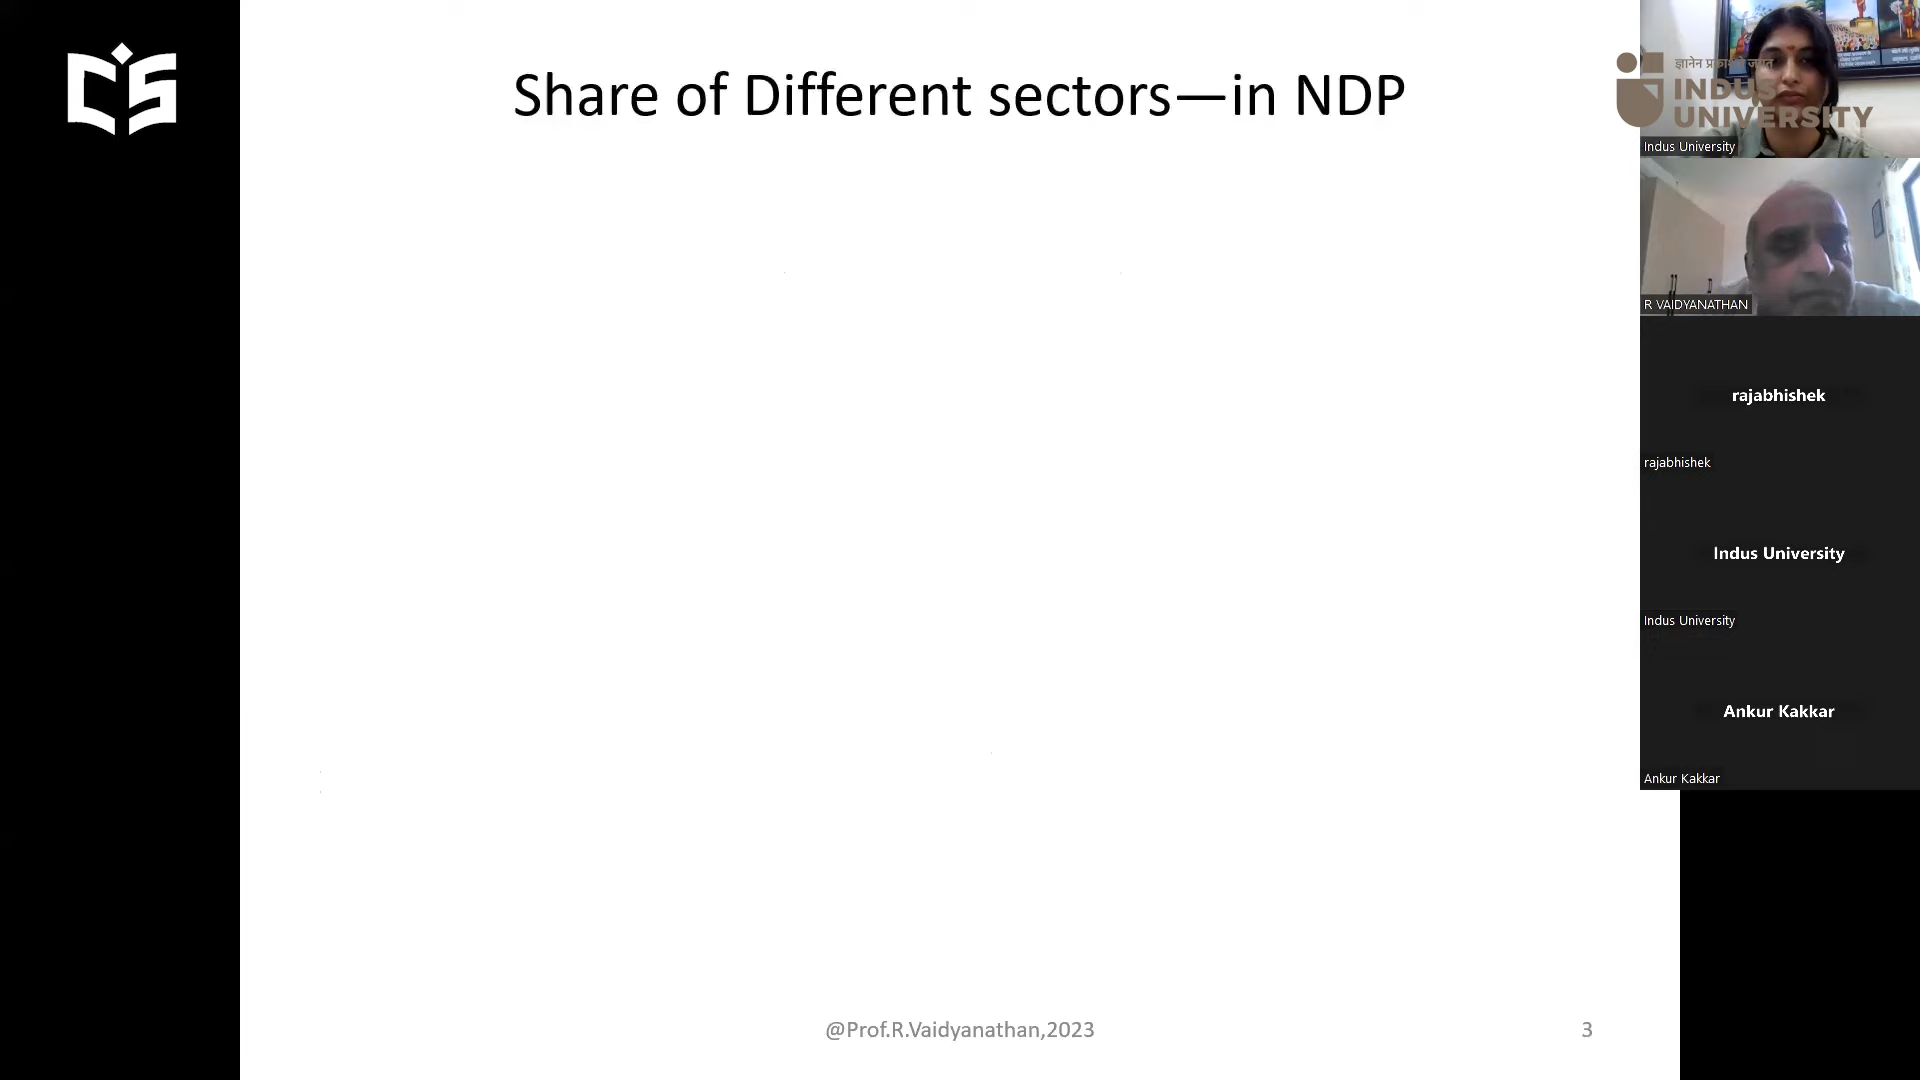 Share of Different sectors—in NDP
@Prof.R.Vaidyanathan,2023
3
CIS
INDUS
UNIVERSITY
Indus University
R VAIDYANATHAN
rajabhishek
rajabhishek
Indus University
Indus University
Ankur Kakkar
Ankur Kakkar